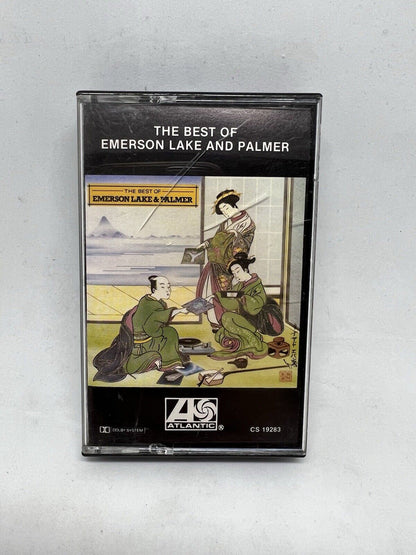 THE BEST OF
EMERSON LAKE AND PALMER
THE BEST OF
EMERSON LAKE & PALMER
ATLANTIC®
DOLBY SYSTEM
CS 19283